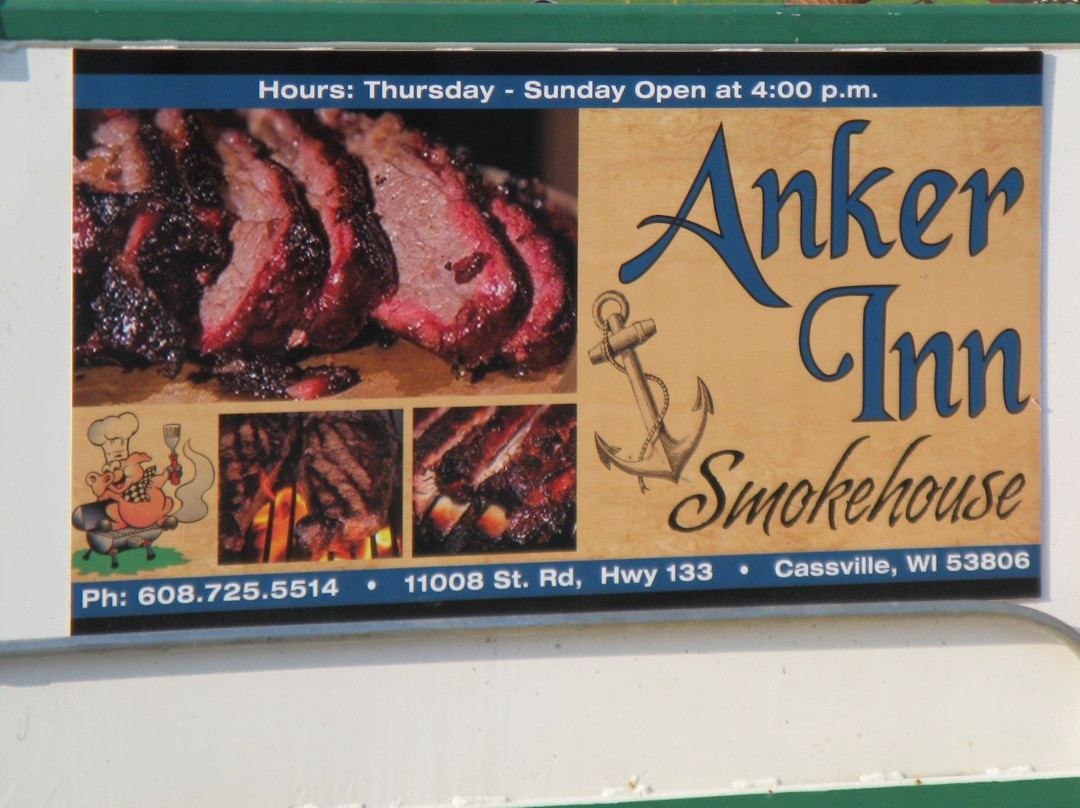 Hours: Thursday - Sunday Open at 4:00 p.m.
Anker
Inn
Smokehouse
Ph: 608.725.5514 • 11008 St. Rd, Hwy 133 • Cassville, WI 53806